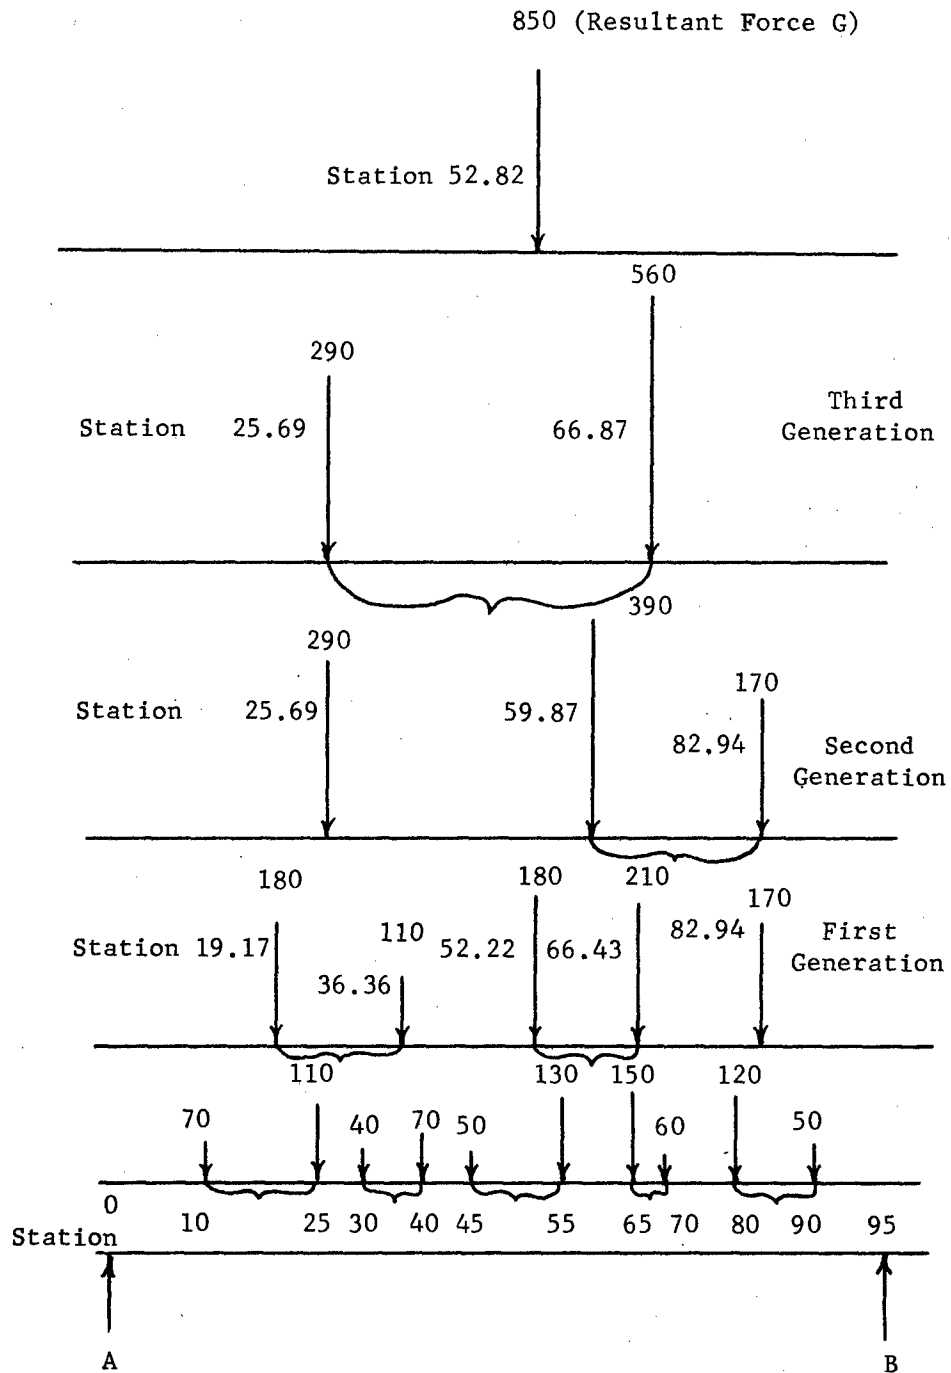 850 (Resultant Force G)
Station 52.82
560
290
Third
Station 25.69 66.87
Generation
390
290
170
Station 25.69 59.87
82.94 Second
Generation
180 180 210
170
110 82.94 First
Station 19.17 52.22 66.43
Generation
36.36
110 130 150 120
70 40 70 50 60 50
0
10 25 30 40 45 55 65 70 80 90 95
Station
A B